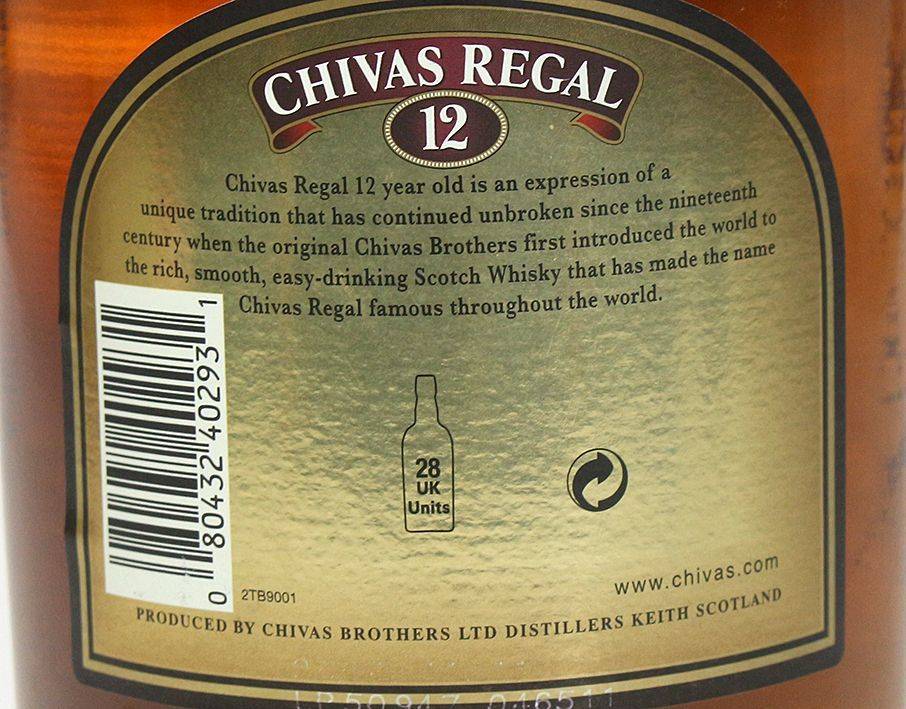 CHIVAS REGAL
12
Chivas Regal 12 year old is an expression of a
unique tradition that has continued unbroken since the nineteenth
century when the original Chivas Brothers first introduced the world to
the rich, smooth, easy-drinking Scotch Whisky that has made the name
Chivas Regal famous throughout the world.
0 80432 40293 1
28
UK
Units
www.chivas.com
2TB9001
PRODUCED BY CHIVAS BROTHERS LTD DISTILLERS KEITH SCOTLAND